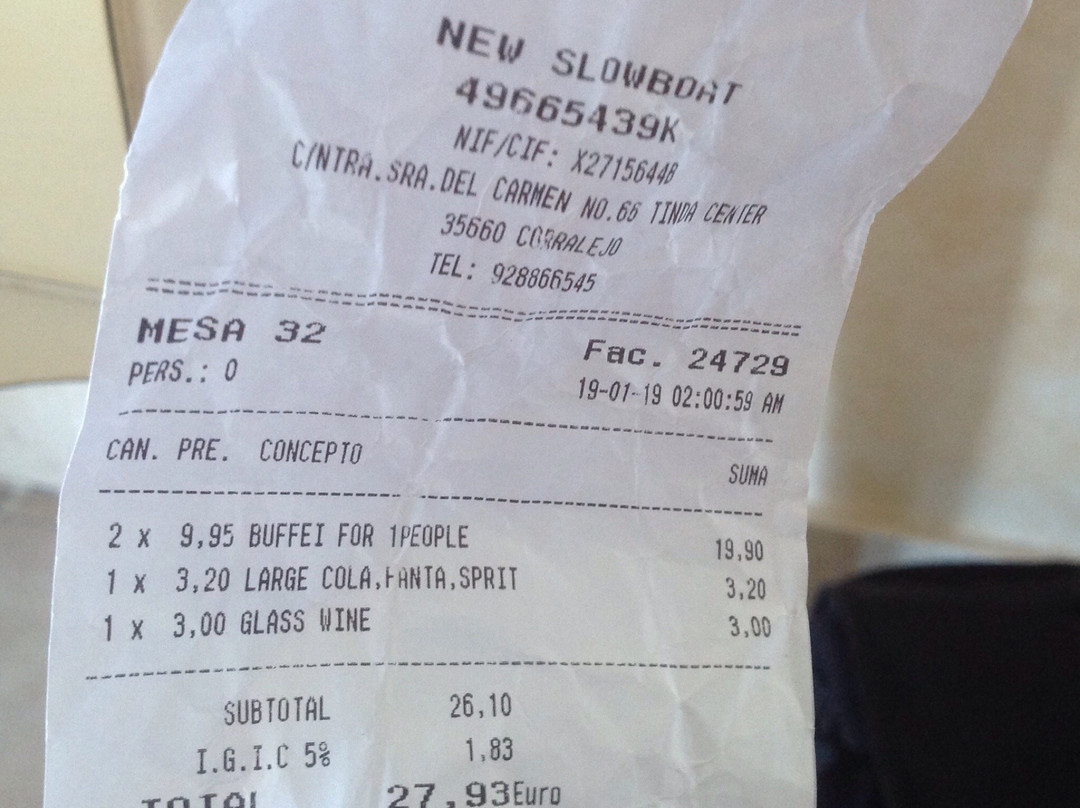 NEW SLOWBOAT
49665439K
NIF/CIF: X2715644B
C/NTRA.SRA.DEL CARMEN NO.66 TINDA CENTER
35660 CORRALEJO
TEL: 928866545
MESA 32
Fac. 24729
PERS.: 0
19-01-19 02:00:59 AM
CAN. PRE. CONCEPTO SUMA
2 x 9,95 BUFFET FOR 1PEOPLE 19,90
1 x 3,20 LARGE COLA,FANTA,SPRIT 3,20
1 x 3,00 GLASS WINE 3,00
SUBTOTAL 26,10
I.G.I.C 5% 1,83
TOTAL 27,93Euro